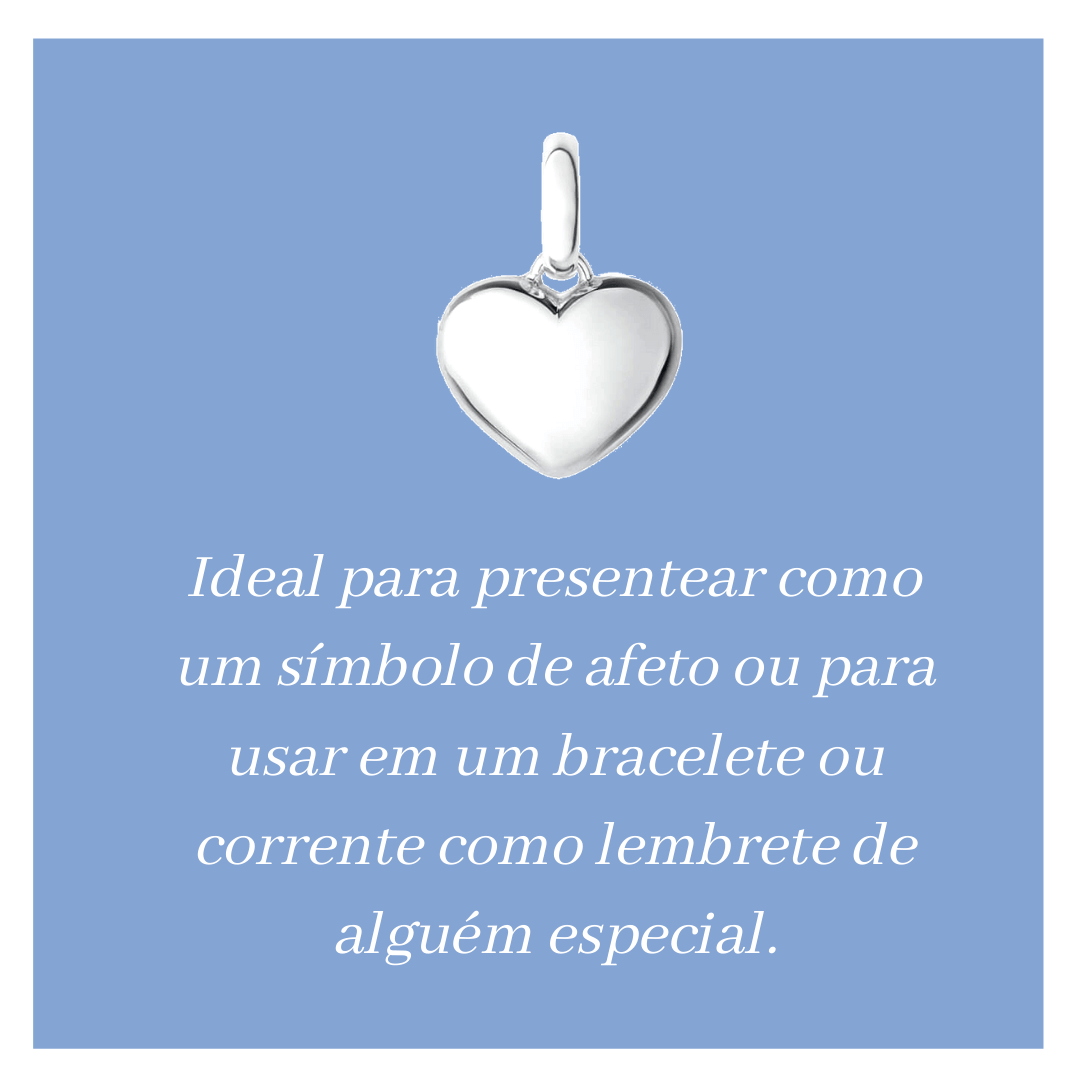 Ideal para presentear como
um símbolo de afeto ou para
usar em um bracelete ou
corrente como lembrete de
alguém especial.